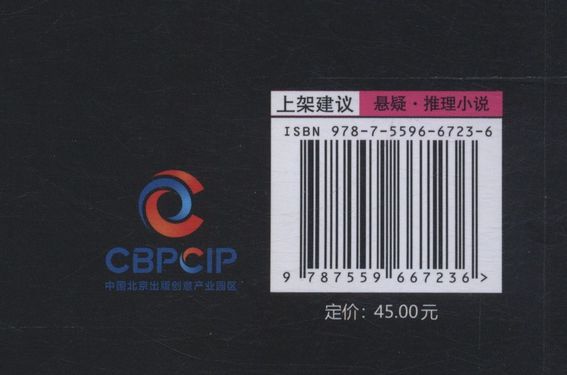 上架建议 悬疑·推理小说
ISBN 978-7-5596-6723-6
9 787559 667236 >
定价: 45.00元
CBPCIP
中国北京出版创意产业园区